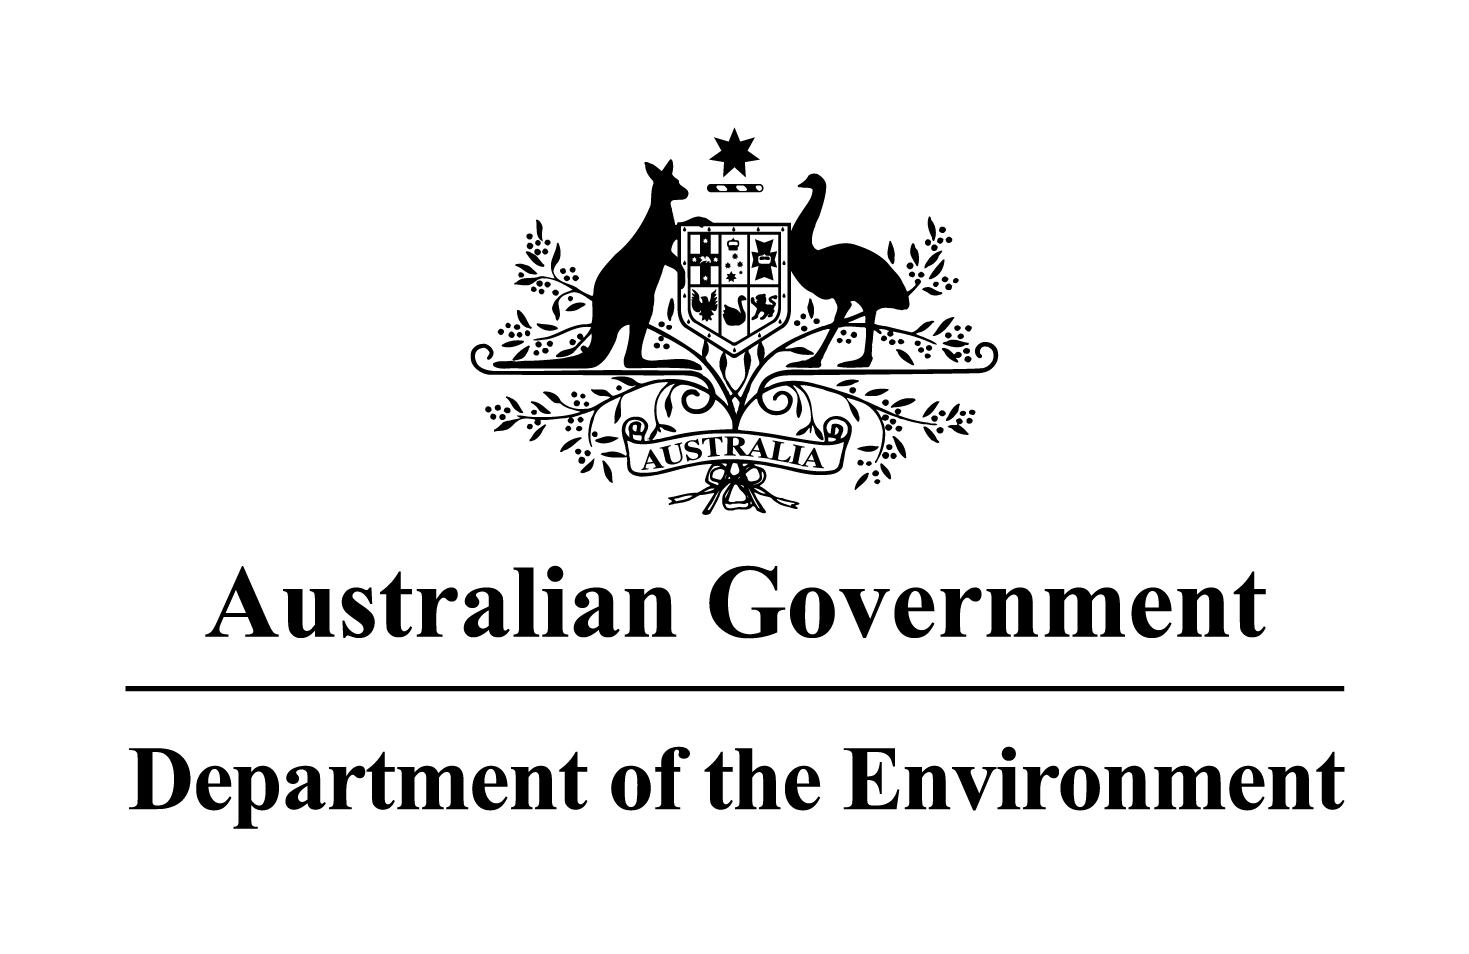 AUSTRALIA
Australian Government
Department of the Environment